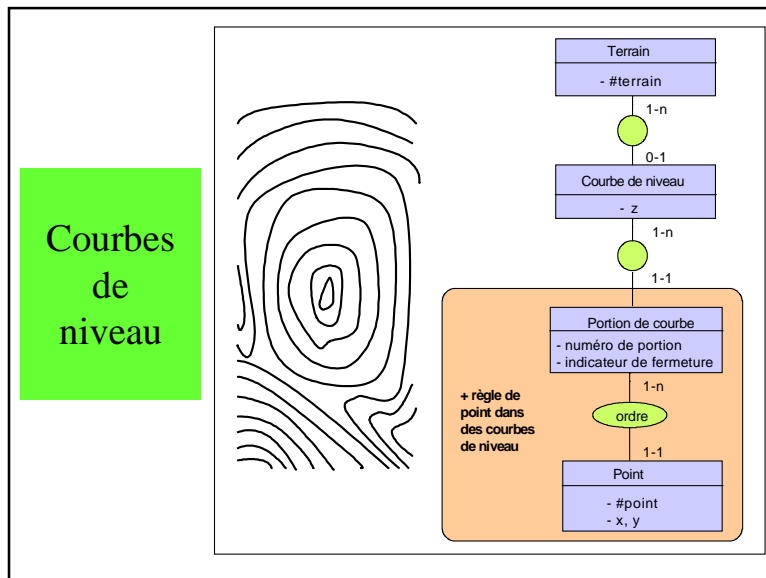 Courbes
de
niveau
Terrain
- #terrain
1-n
0-1
Courbe de niveau
- z
1-n
1-1
Portion de courbe
- numéro de portion
- indicateur de fermeture
1-n
+ règle de
point dans
des courbes
de niveau
ordre
1-1
Point
- #point
- x, y